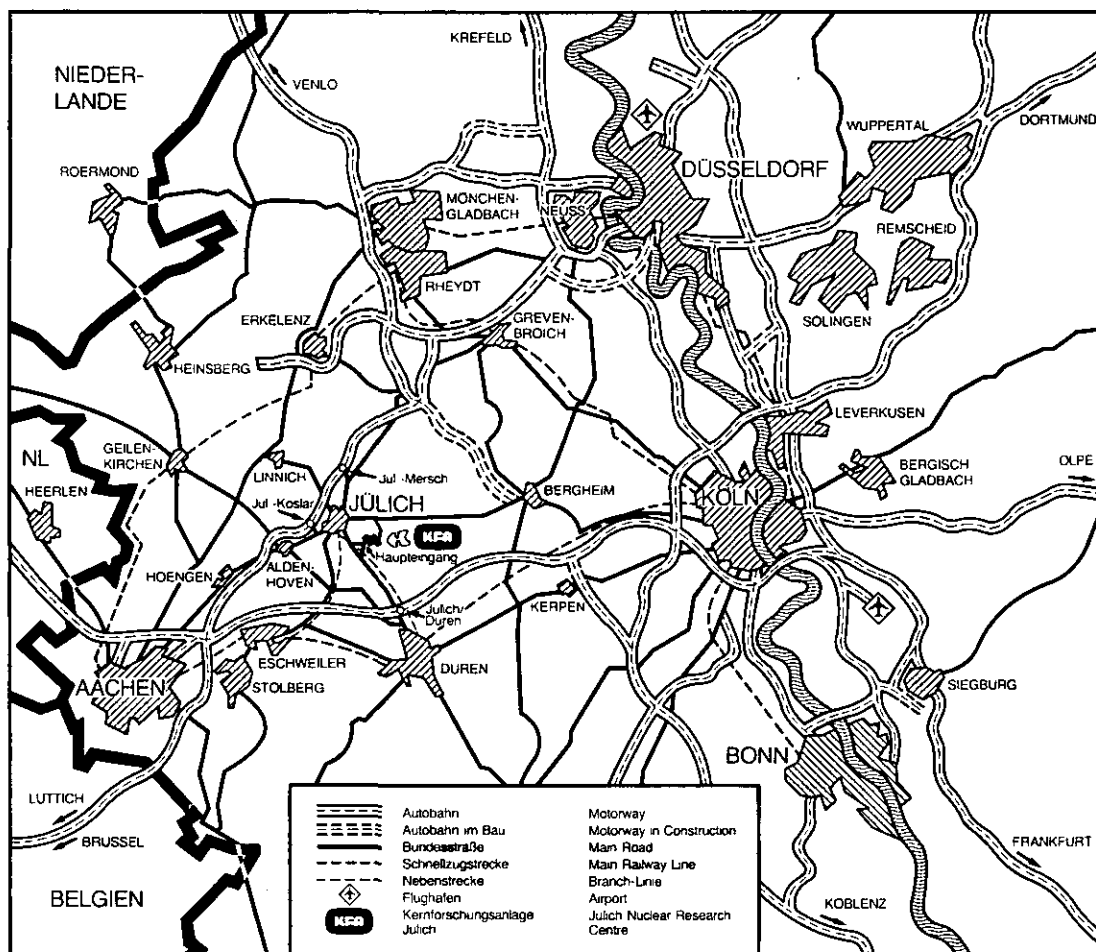 KREFELD
NIEDER-
LANDE
VENLO
DORTMUND
WUPPERTAL
DÜSSELDORF
ROERMOND
MÖNCHEN-
GLADBACH
NEUSS
REMSCHEID
RHEYDT
SOLINGEN
ERKELENZ
GREVEN-
BROICH
HEINSBERG
LEVERKUSEN
GEILEN-
KIRCHEN
NL
HEERLEN
LINNICH
Jül.-Mersch
OLPE
BERGISCH
GLADBACH
BERGHEIM
KÖLN
JÜLICH
Jül.-Koslar
KFA
Haupteingang
HOENGEN
ALDEN-
HOVEN
KERPEN
Jülich/
Düren
ESCHWEILER
DÜREN
AACHEN
STOLBERG
SIEGBURG
BONN
LÜTTICH
BRÜSSEL
FRANKFURT
BELGIEN
KOBLENZ
Autobahn Motorway
Autobahn im Bau Motorway in Construction
Bundesstraße Main Road
Schnellzugstrecke Main Railway Line
Nebenstrecke Branch-Line
Flughafen Airport
KFA Kernforschungsanlage Jülich Nuclear Research
Jülich Centre